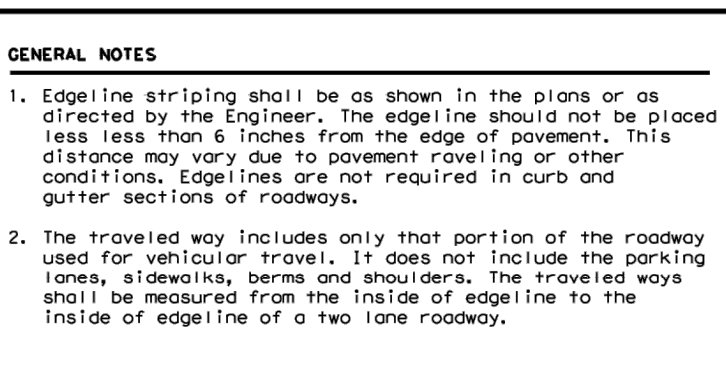 GENERAL NOTES
1. Edgeline striping shall be as shown in the plans or as
directed by the Engineer. The edgeline should not be placed
less less than 6 inches from the edge of pavement. This
distance may vary due to pavement raveling or other
conditions. Edgelines are not required in curb and
gutter sections of roadways.
2. The traveled way includes only that portion of the roadway
used for vehicular travel. It does not include the parking
lanes, sidewalks, berms and shoulders. The traveled ways
shall be measured from the inside of edgeline to the
inside of edgeline of a two lane roadway.